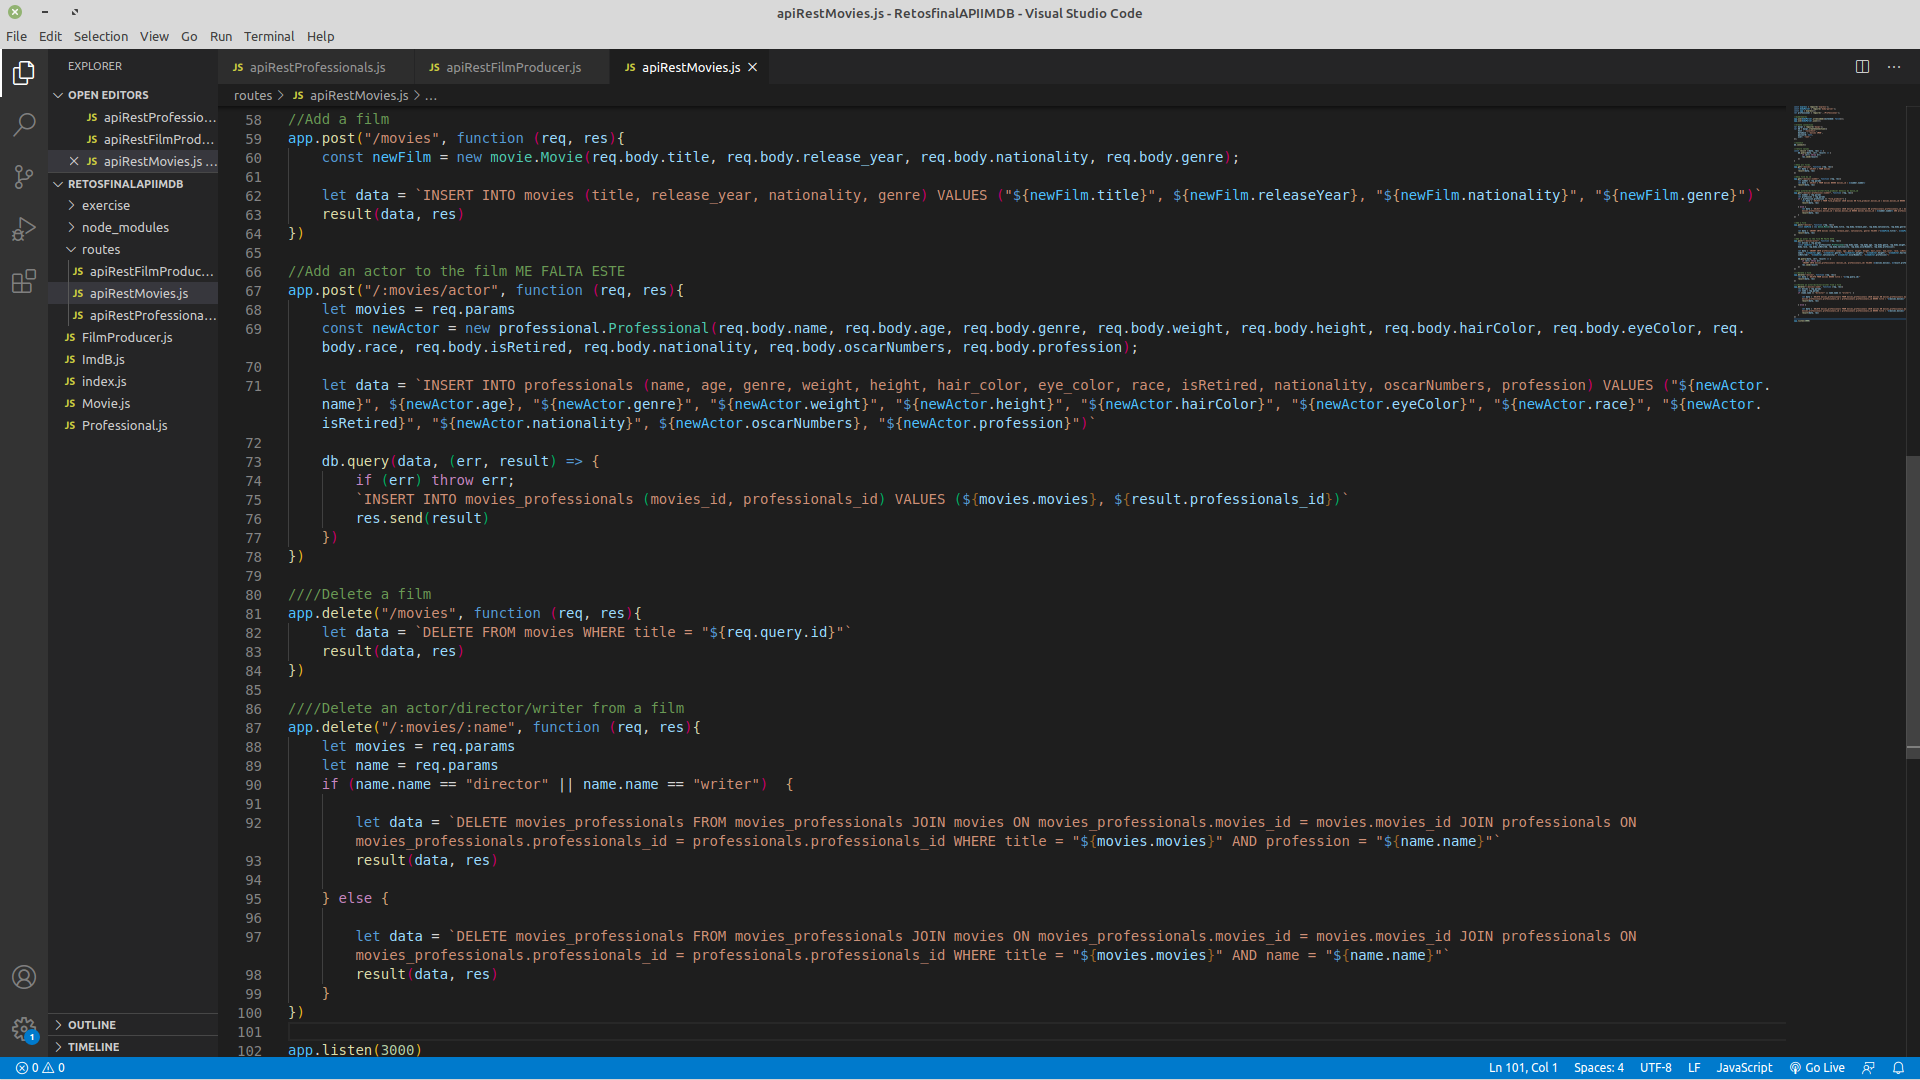 apiRestMovies.js - RetosfinalAPIIMDB - Visual Studio Code
File Edit Selection View Go Run Terminal Help
EXPLORER
OPEN EDITORS
JS apiRestProfessio...
JS apiRestFilmProd...
JS apiRestMovies.js ...
RETOSFINALAPIIMDB
exercise
node_modules
routes
JS apiRestFilmProduc...
JS apiRestMovies.js
JS apiRestProfessiona...
JS FilmProducer.js
JS ImdB.js
JS index.js
JS Movie.js
JS Professional.js
OUTLINE
TIMELINE
JS apiRestProfessionals.js JS apiRestFilmProducer.js JS apiRestMovies.js
routes > JS apiRestMovies.js > ...
58 //Add a film
59 app.post("/movies", function (req, res){
60 const newFilm = new movie.Movie(req.body.title, req.body.release_year, req.body.nationality, req.body.genre);
61
62 let data = `INSERT INTO movies (title, release_year, nationality, genre) VALUES ("${newFilm.title}", ${newFilm.releaseYear}, "${newFilm.nationality}", "${newFilm.genre}")`
63 result(data, res)
64 })
65
66 //Add an actor to the film ME FALTA ESTE
67 app.post("/:movies/actor", function (req, res){
68 let movies = req.params
69 const newActor = new professional.Professional(req.body.name, req.body.age, req.body.genre, req.body.weight, req.body.height, req.body.hairColor, req.body.eyeColor, req.
body.race, req.body.isRetired, req.body.nationality, req.body.oscarNumbers, req.body.profession);
70
71 let data = `INSERT INTO professionals (name, age, genre, weight, height, hair_color, eye_color, race, isRetired, nationality, oscarNumbers, profession) VALUES ("${newActor.
name}", ${newActor.age}, "${newActor.genre}", "${newActor.weight}", "${newActor.height}", "${newActor.hairColor}", "${newActor.eyeColor}", "${newActor.race}", "${newActor.
isRetired}", "${newActor.nationality}", ${newActor.oscarNumbers}, "${newActor.profession}")`
72
73 db.query(data, (err, result) => {
74 if (err) throw err;
75 `INSERT INTO movies_professionals (movies_id, professionals_id) VALUES (${movies.movies}, ${result.professionals_id})`
76 res.send(result)
77 })
78 })
79
80 ////Delete a film
81 app.delete("/movies", function (req, res){
82 let data = `DELETE FROM movies WHERE title = "${req.query.id}"`
83 result(data, res)
84 })
85
86 ////Delete an actor/director/writer from a film
87 app.delete("/:movies/:name", function (req, res){
88 let movies = req.params
89 let name = req.params
90 if (name.name == "director" || name.name == "writer")  {
91
92 let data = `DELETE movies_professionals FROM movies_professionals JOIN movies ON movies_professionals.movies_id = movies.movies_id JOIN professionals ON
movies_professionals.professionals_id = professionals.professionals_id WHERE title = "${movies.movies}" AND profession = "${name.name}"`
93 result(data, res)
94
95 } else {
96
97 let data = `DELETE movies_professionals FROM movies_professionals JOIN movies ON movies_professionals.movies_id = movies.movies_id JOIN professionals ON
movies_professionals.professionals_id = professionals.professionals_id WHERE title = "${movies.movies}" AND name = "${name.name}"`
98 result(data, res)
99 }
100 })
101
102 app.listen(3000)
1
0 0 Ln 101, Col 1 Spaces: 4 UTF-8 LF JavaScript Go Live